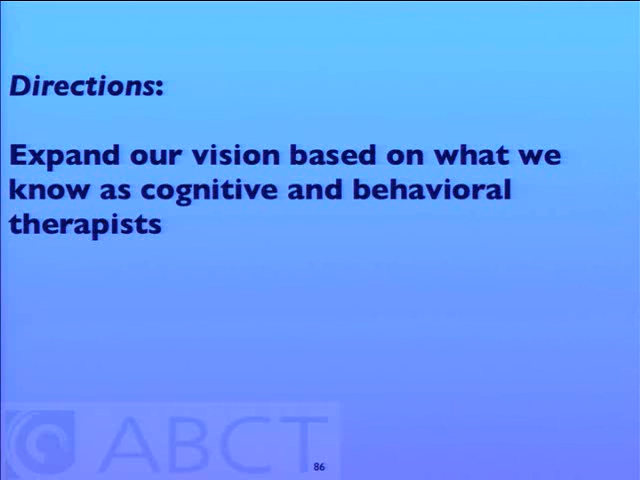 Directions:
Expand our vision based on what we
know as cognitive and behavioral
therapists
ABCT
86